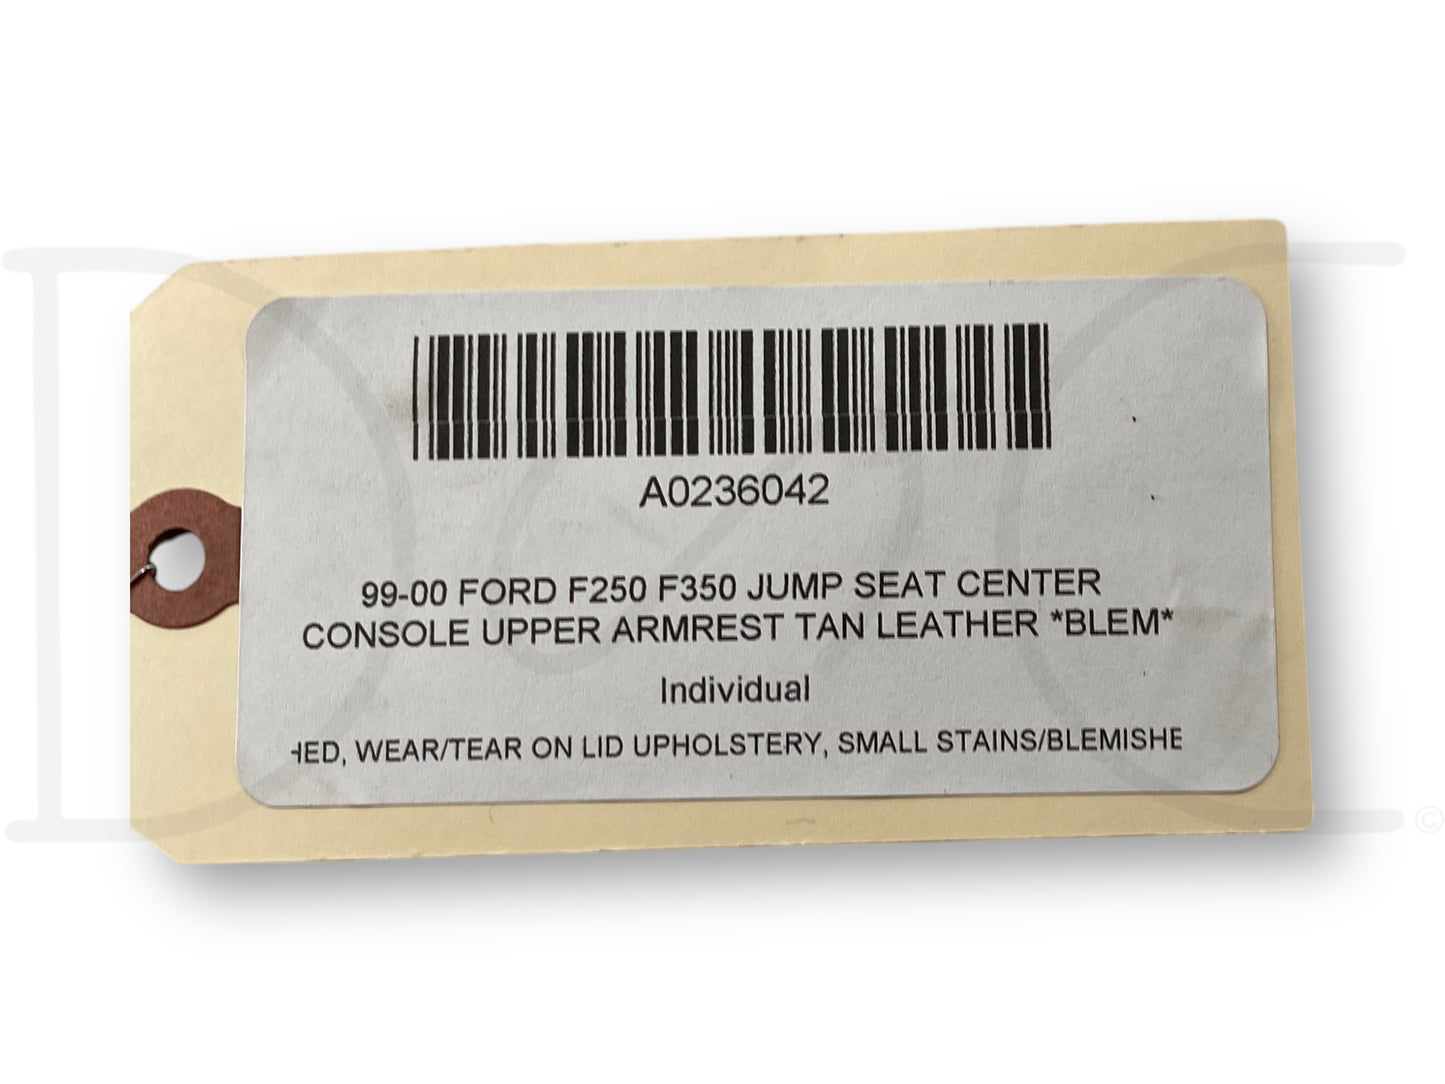 A0236042
99-00 FORD F250 F350 JUMP SEAT CENTER
CONSOLE UPPER ARMREST TAN LEATHER *BLEM*
Individual
HED, WEAR/TEAR ON LID UPHOLSTERY, SMALL STAINS/BLEMISHE
©